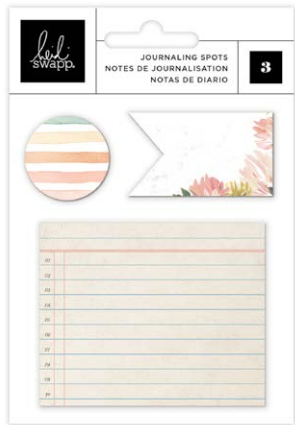 heidi
swapp.
JOURNALING SPOTS
NOTES DE JOURNALISATION
NOTAS DE DIARIO
3